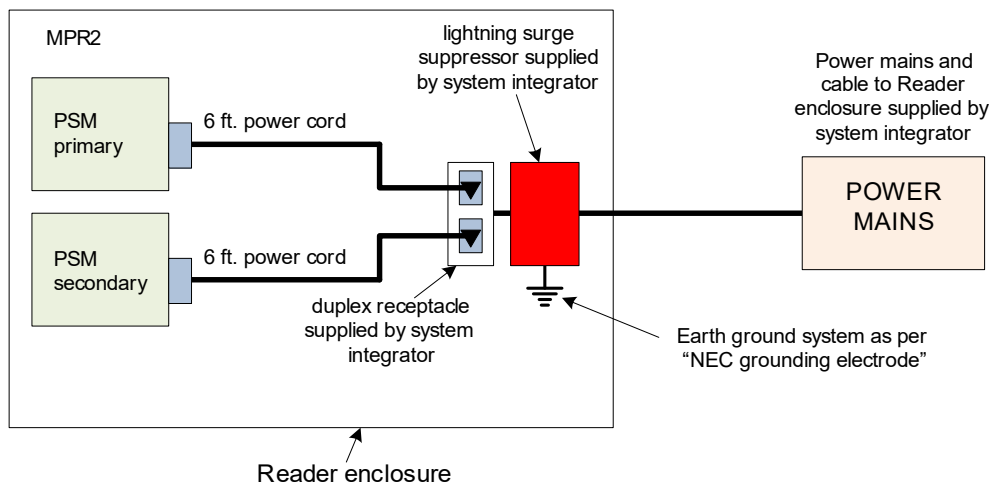 MPR2
lightning surge
suppressor supplied
by system integrator
Power mains and
cable to Reader
enclosure supplied by
system integrator
PSM
primary
6 ft. power cord
POWER
MAINS
PSM
secondary
6 ft. power cord
duplex receptacle
supplied by system
integrator
Earth ground system as per
“NEC grounding electrode”
Reader enclosure